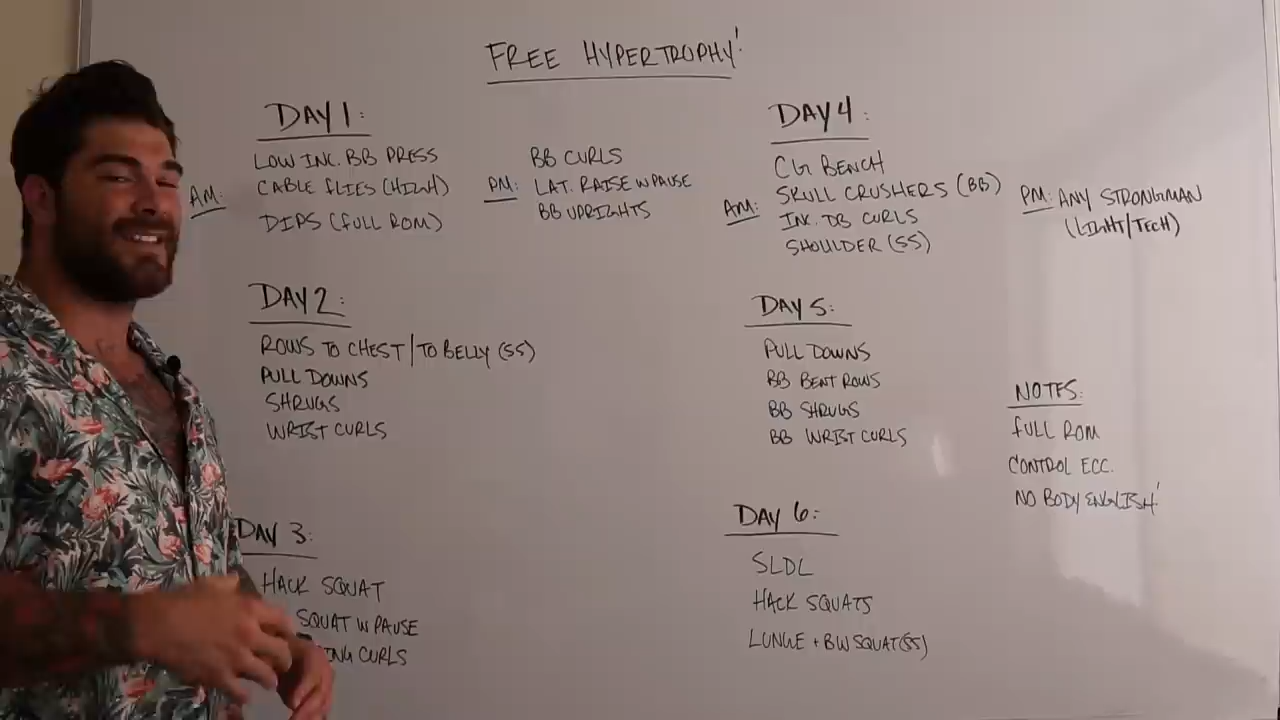 FREE HYPERTROPHY!
DAY 1:
AM:
LOW INC. BB PRESS
CABLE FLIES (HIGH)
DIPS (FULL ROM)
PM:
BB CURLS
LAT. RAISE W PAUSE
BB UPRIGHTS
DAY 2:
ROWS TO CHEST/TO BELLY (SS)
PULL DOWNS
SHRUGS
WRIST CURLS
DAY 3:
HACK SQUAT
SQUAT W PAUSE
CURLS
DAY 4:
AM:
CG BENCH
SKULL CRUSHERS (BB)
INC. DB CURLS
SHOULDER (SS)
PM: ANY STRONGMAN
(LIGHT/TECH)
DAY 5:
PULL DOWNS
BB BENT ROWS
BB SHRUGS
BB WRIST CURLS
DAY 6:
SLDL
HACK SQUATS
LUNGE + BW SQUAT (SS)
NOTES:
FULL ROM
CONTROL ECC.
NO BODY ENGLISH!